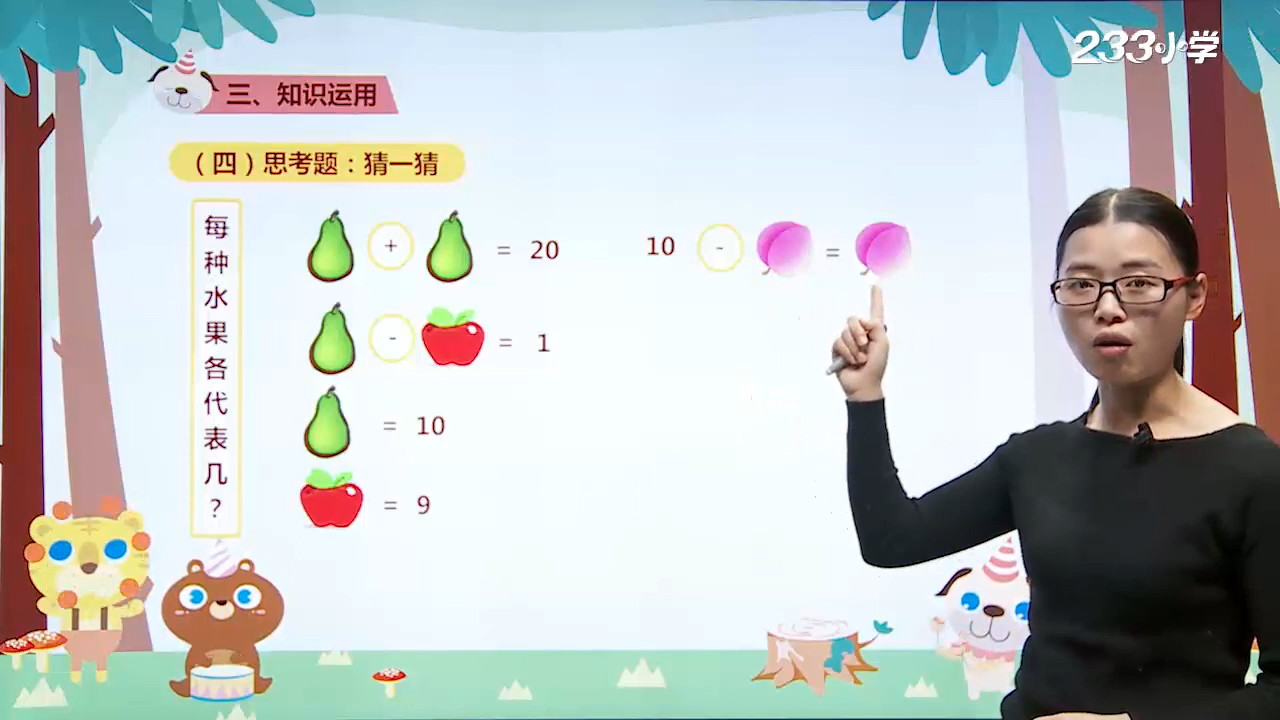 233小学
三、知识运用
（四）思考题：猜一猜
每种水果各代表几？
+ = 20
- = 1
= 10
= 9
10 - =